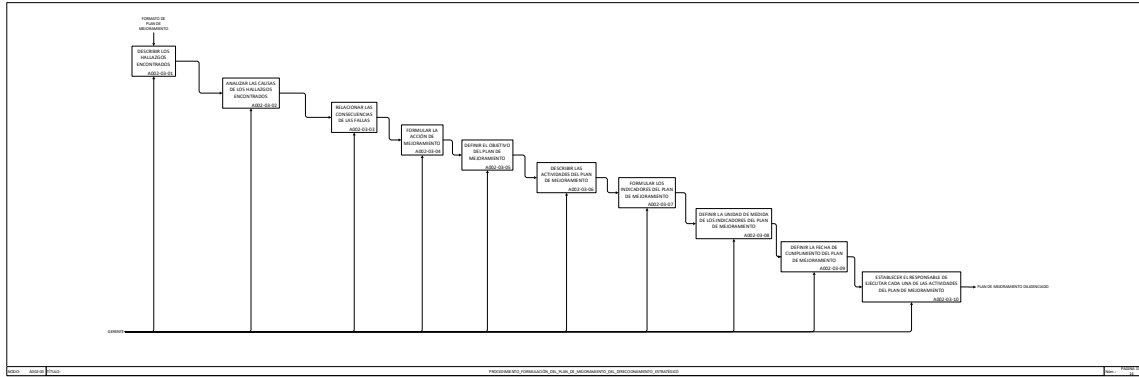 FORMATO DE
PLAN DE
MEJORAMIENTO
DESCRIBIR LOS
HALLAZGOS
ENCONTRADOS
A002-03-01
ANALIZAR LAS CAUSAS
DE LOS HALLAZGOS
ENCONTRADOS
A002-03-02
RELACIONAR LAS
CONSECUENCIAS
DE LAS FALLAS
A002-03-03
FORMULAR LA
ACCIÓN DE
MEJORAMIENTO
A002-03-04
DEFINIR EL OBJETIVO
DEL PLAN DE
MEJORAMIENTO
A002-03-05
DESCRIBIR LAS
ACTIVIDADES DEL PLAN
DE MEJORAMIENTO
A002-03-06
FORMULAR LOS
INDICADORES DEL PLAN
DE MEJORAMIENTO
A002-03-07
DEFINIR LA UNIDAD DE MEDIDA
DE LOS INDICADORES DEL PLAN
DE MEJORAMIENTO
A002-03-08
DEFINIR LA FECHA DE
CUMPLIMIENTO DEL PLAN
DE MEJORAMIENTO
A002-03-09
ESTABLECER EL RESPONSABLE DE
EJECUTAR CADA UNA DE LAS ACTIVIDADES
DEL PLAN DE MEJORAMIENTO
A002-03-10
PLAN DE MEJORAMIENTO DILIGENCIADO
GERENTE
NODO: A002-03 TÍTULO: PROCEDIMIENTO_FORMULACIÓN_DEL_PLAN_DE_MEJORAMIENTO_DEL_DIRECCIONAMIENTO_ESTRATÉGICO